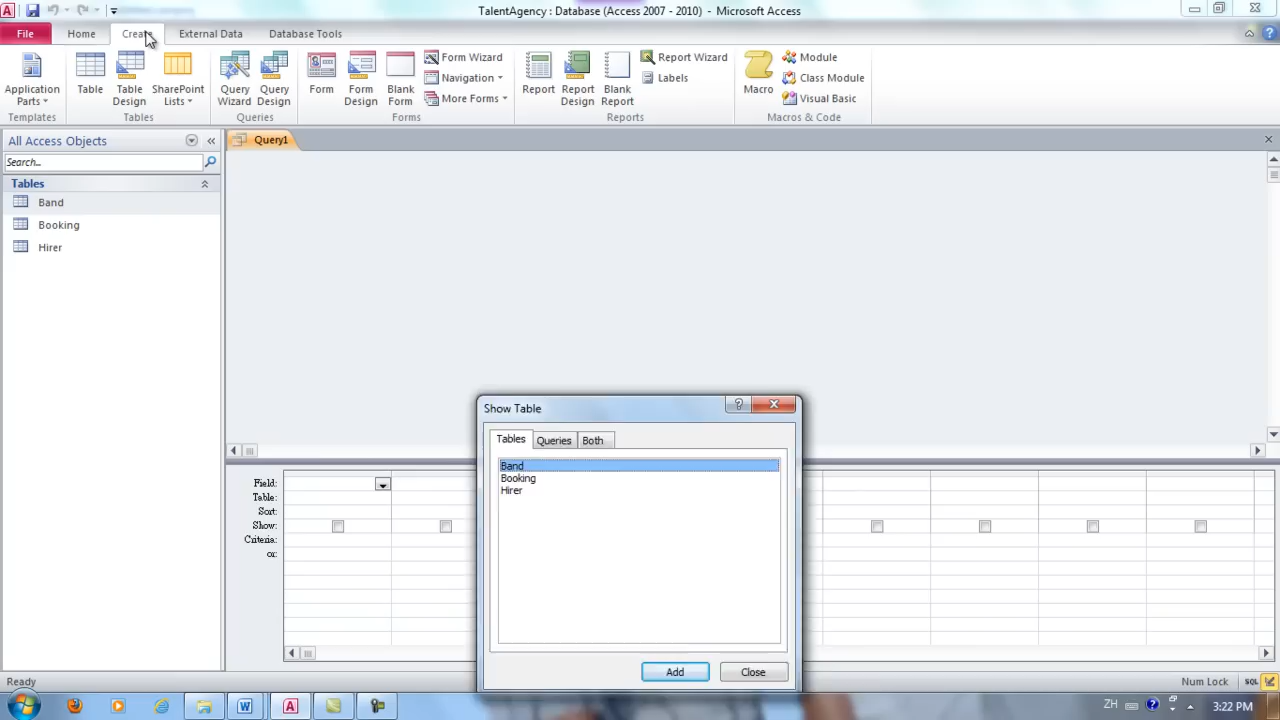 TalentAgency : Database (Access 2007 - 2010) - Microsoft Access
File Home Create External Data Database Tools
Application Parts
Table
Table Design
SharePoint Lists
Query Wizard
Query Design
Form
Form Design
Blank Form
Form Wizard
Navigation
More Forms
Report
Report Design
Blank Report
Report Wizard
Labels
Macro
Module
Class Module
Visual Basic
Templates Tables Queries Forms Reports Macros & Code
All Access Objects
Search...
Tables
Band
Booking
Hirer
Query1
Show Table
Tables Queries Both
Band
Booking
Hirer
Add Close
Field:
Table:
Sort:
Show:
Criteria:
or:
Ready Num Lock SQL
ZH 3:22 PM